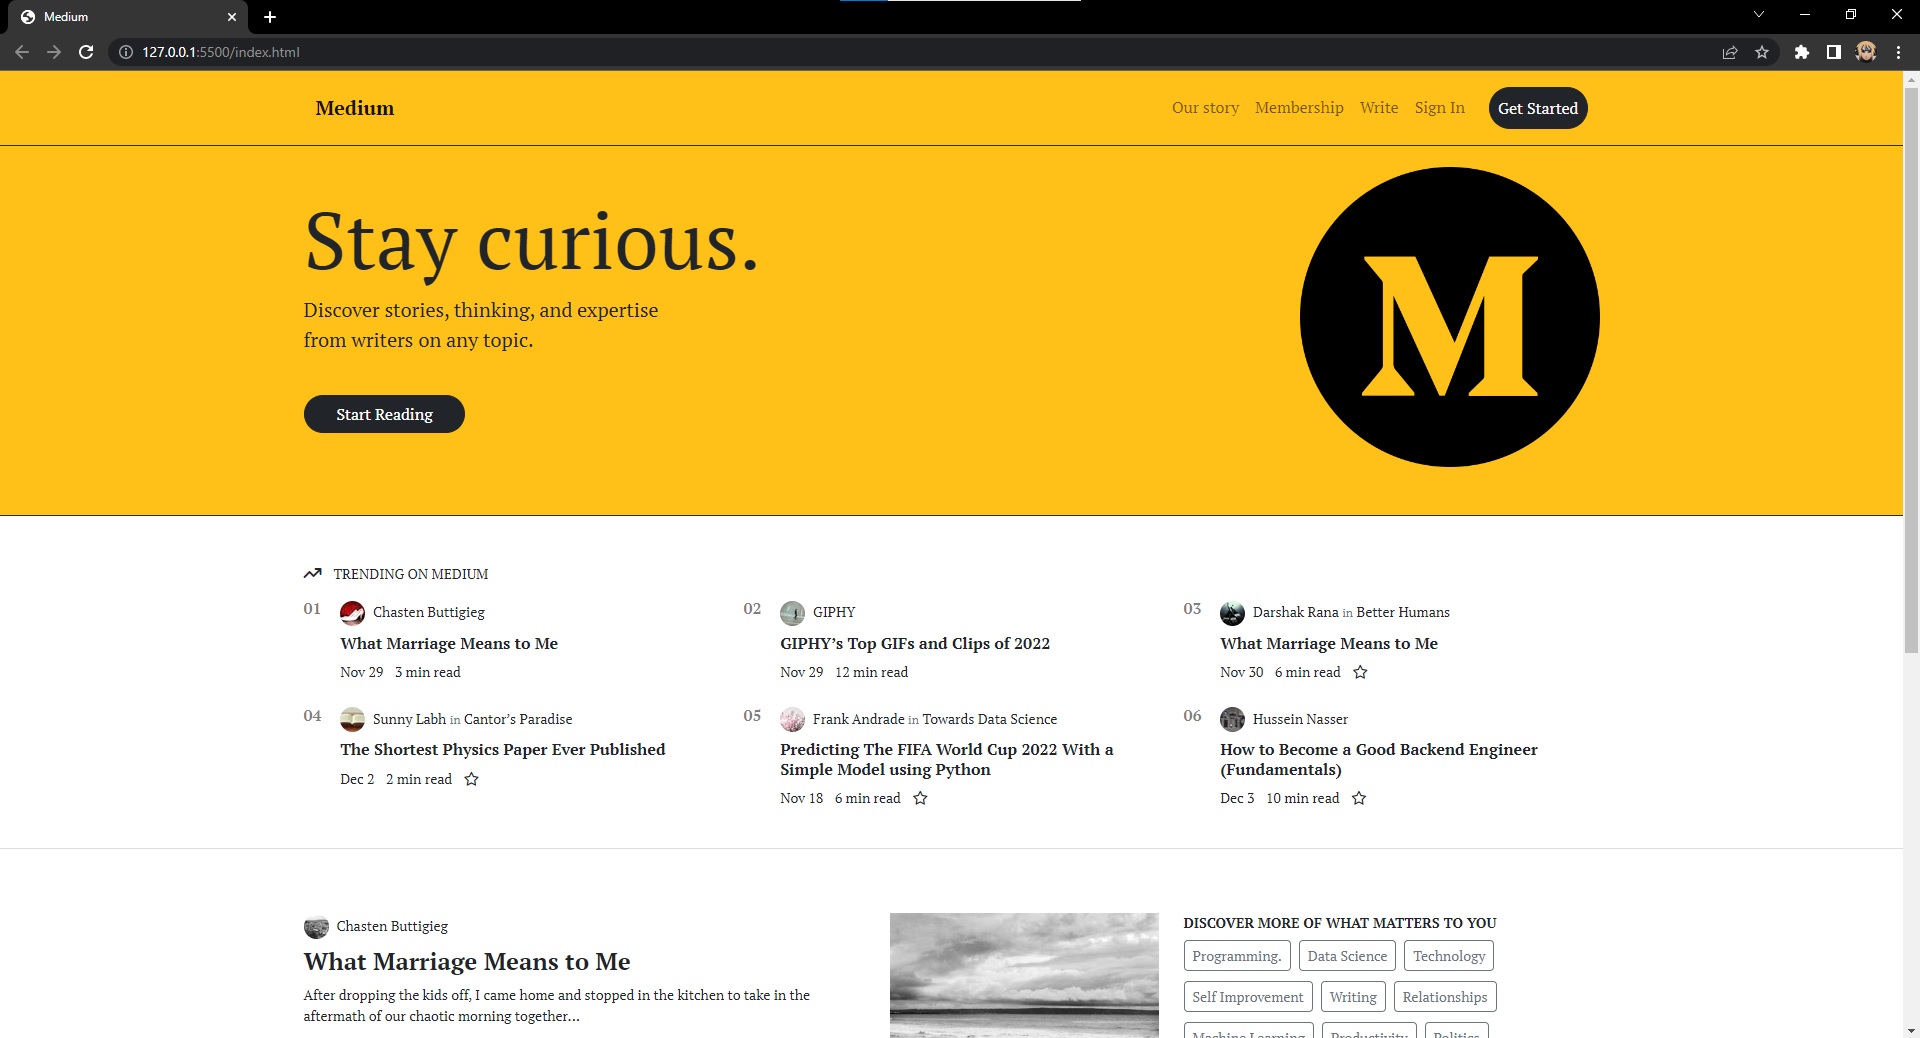 Medium
127.0.0.1:5500/index.html
Medium
Our story Membership Write Sign In Get Started
Stay curious.
M
Discover stories, thinking, and expertise
from writers on any topic.
Start Reading
TRENDING ON MEDIUM
01 Chasten Buttigieg
What Marriage Means to Me
Nov 29 3 min read
02 GIPHY
GIPHY’s Top GIFs and Clips of 2022
Nov 29 12 min read
03 Darshak Rana in Better Humans
What Marriage Means to Me
Nov 30 6 min read
04 Sunny Labh in Cantor’s Paradise
The Shortest Physics Paper Ever Published
Dec 2 2 min read
05 Frank Andrade in Towards Data Science
Predicting The FIFA World Cup 2022 With a
Simple Model using Python
Nov 18 6 min read
06 Hussein Nasser
How to Become a Good Backend Engineer
(Fundamentals)
Dec 3 10 min read
Chasten Buttigieg
What Marriage Means to Me
After dropping the kids off, I came home and stopped in the kitchen to take in the
aftermath of our chaotic morning together...
DISCOVER MORE OF WHAT MATTERS TO YOU
Programming. Data Science Technology
Self Improvement Writing Relationships
Machine Learning Productivity Politics